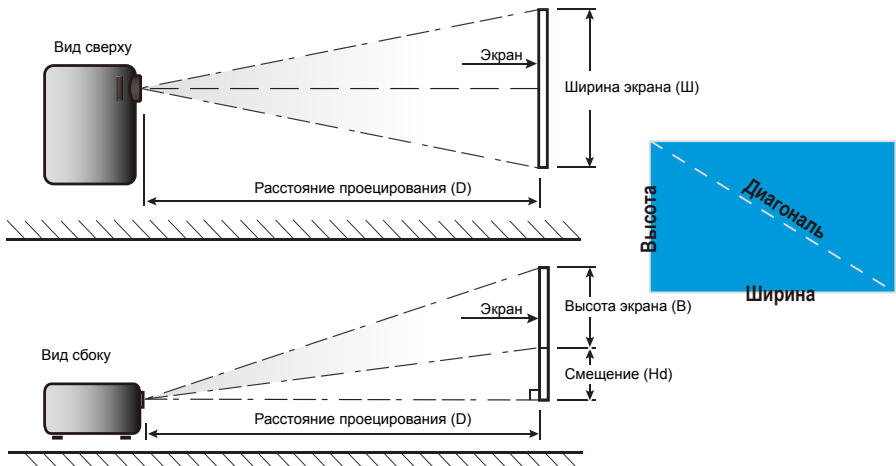 Вид сверху
Экран
Ширина экрана (Ш)
Расстояние проецирования (D)
Высота
Диагональ
Ширина
Экран
Высота экрана (В)
Вид сбоку
Смещение (Hd)
Расстояние проецирования (D)